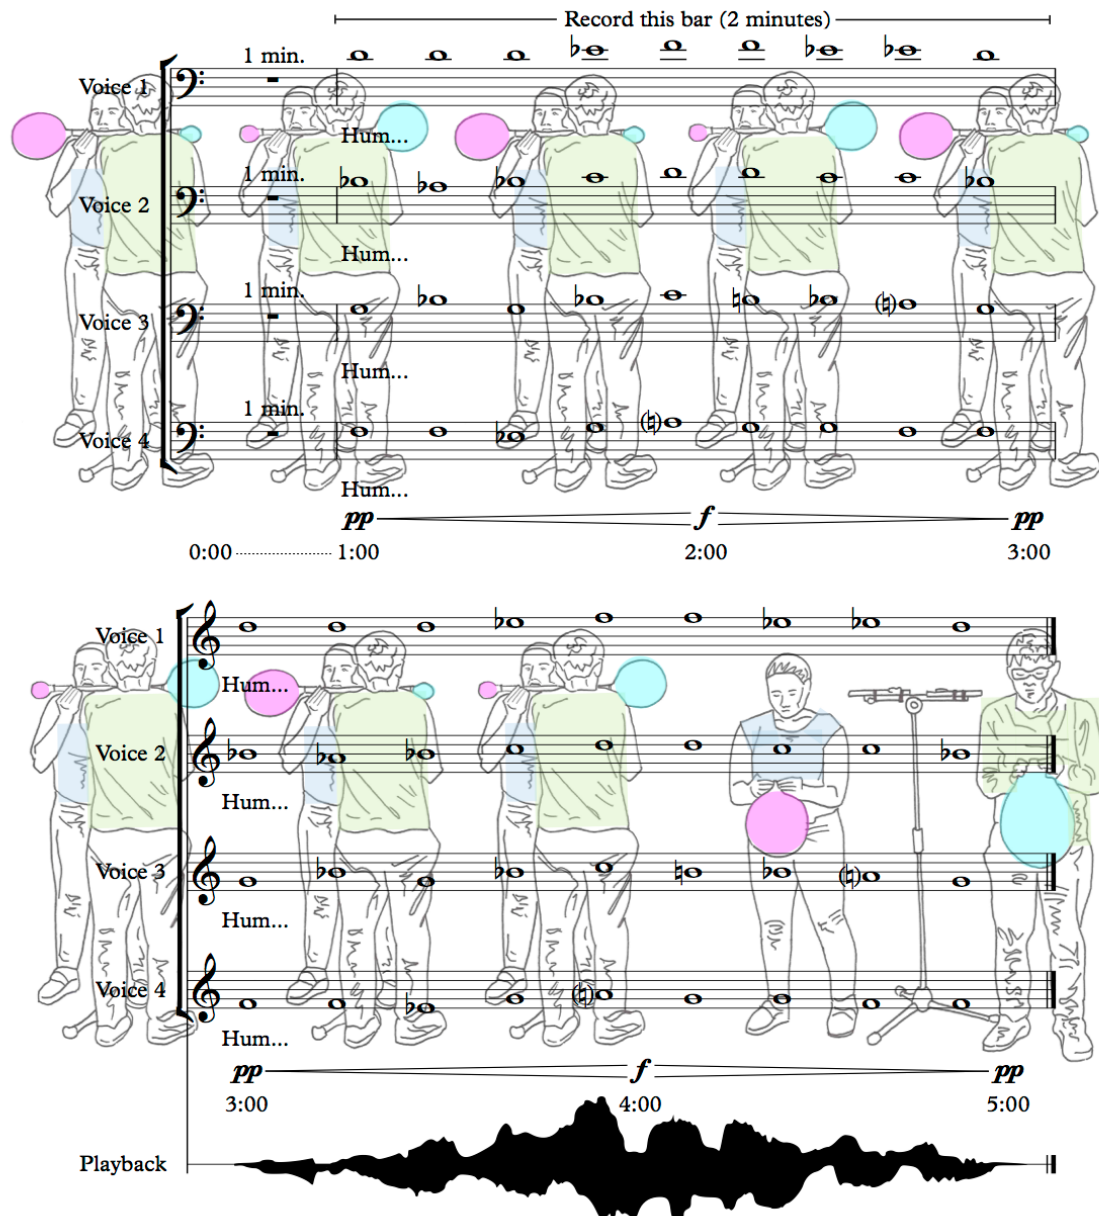 Record this bar (2 minutes)
1 min.
Voice 1
Hum...
1 min.
Voice 2
Hum...
1 min.
Voice 3
Hum...
1 min.
Voice 4
Hum...
pp f pp
0:00 1:00 2:00 3:00
Voice 1
Hum...
Voice 2
Hum...
Voice 3
Hum...
Voice 4
Hum...
pp f pp
3:00 4:00 5:00
Playback